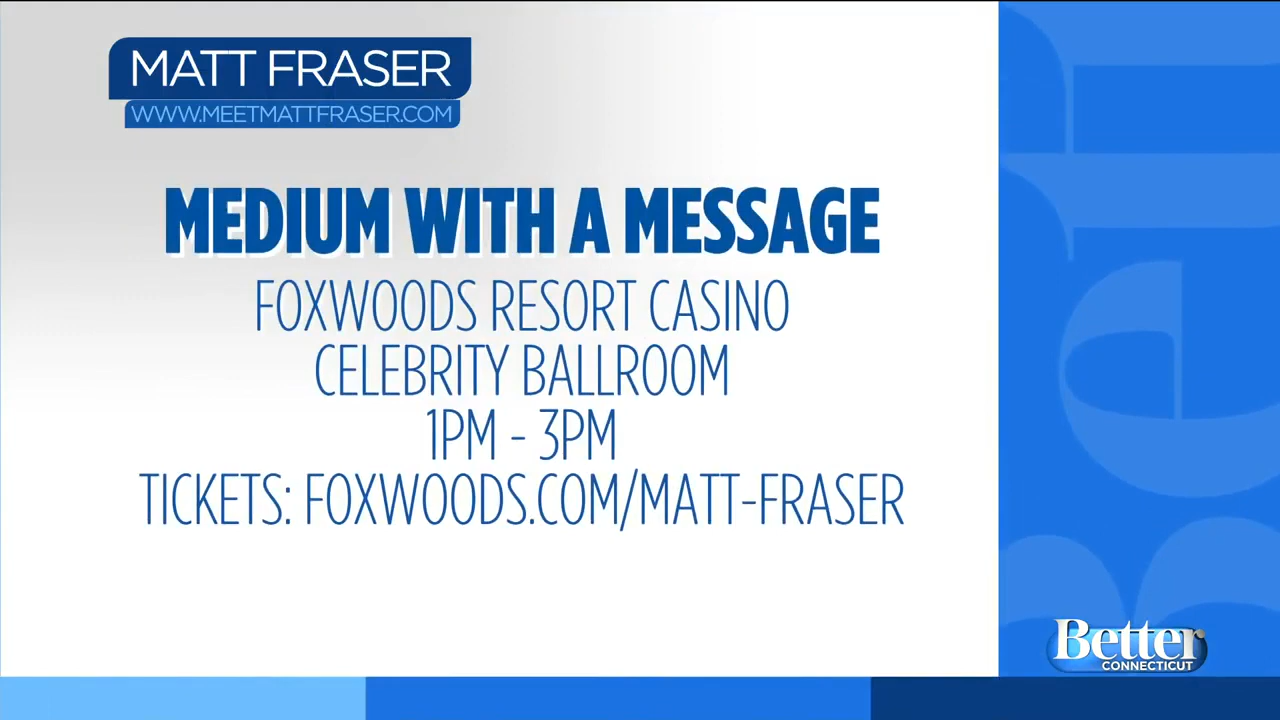 MATT FRASER
WWW.MEETMATTFRASER.COM
MEDIUM WITH A MESSAGE
FOXWOODS RESORT CASINO
CELEBRITY BALLROOM
1PM - 3PM
TICKETS: FOXWOODS.COM/MATT-FRASER
Better
CONNECTICUT